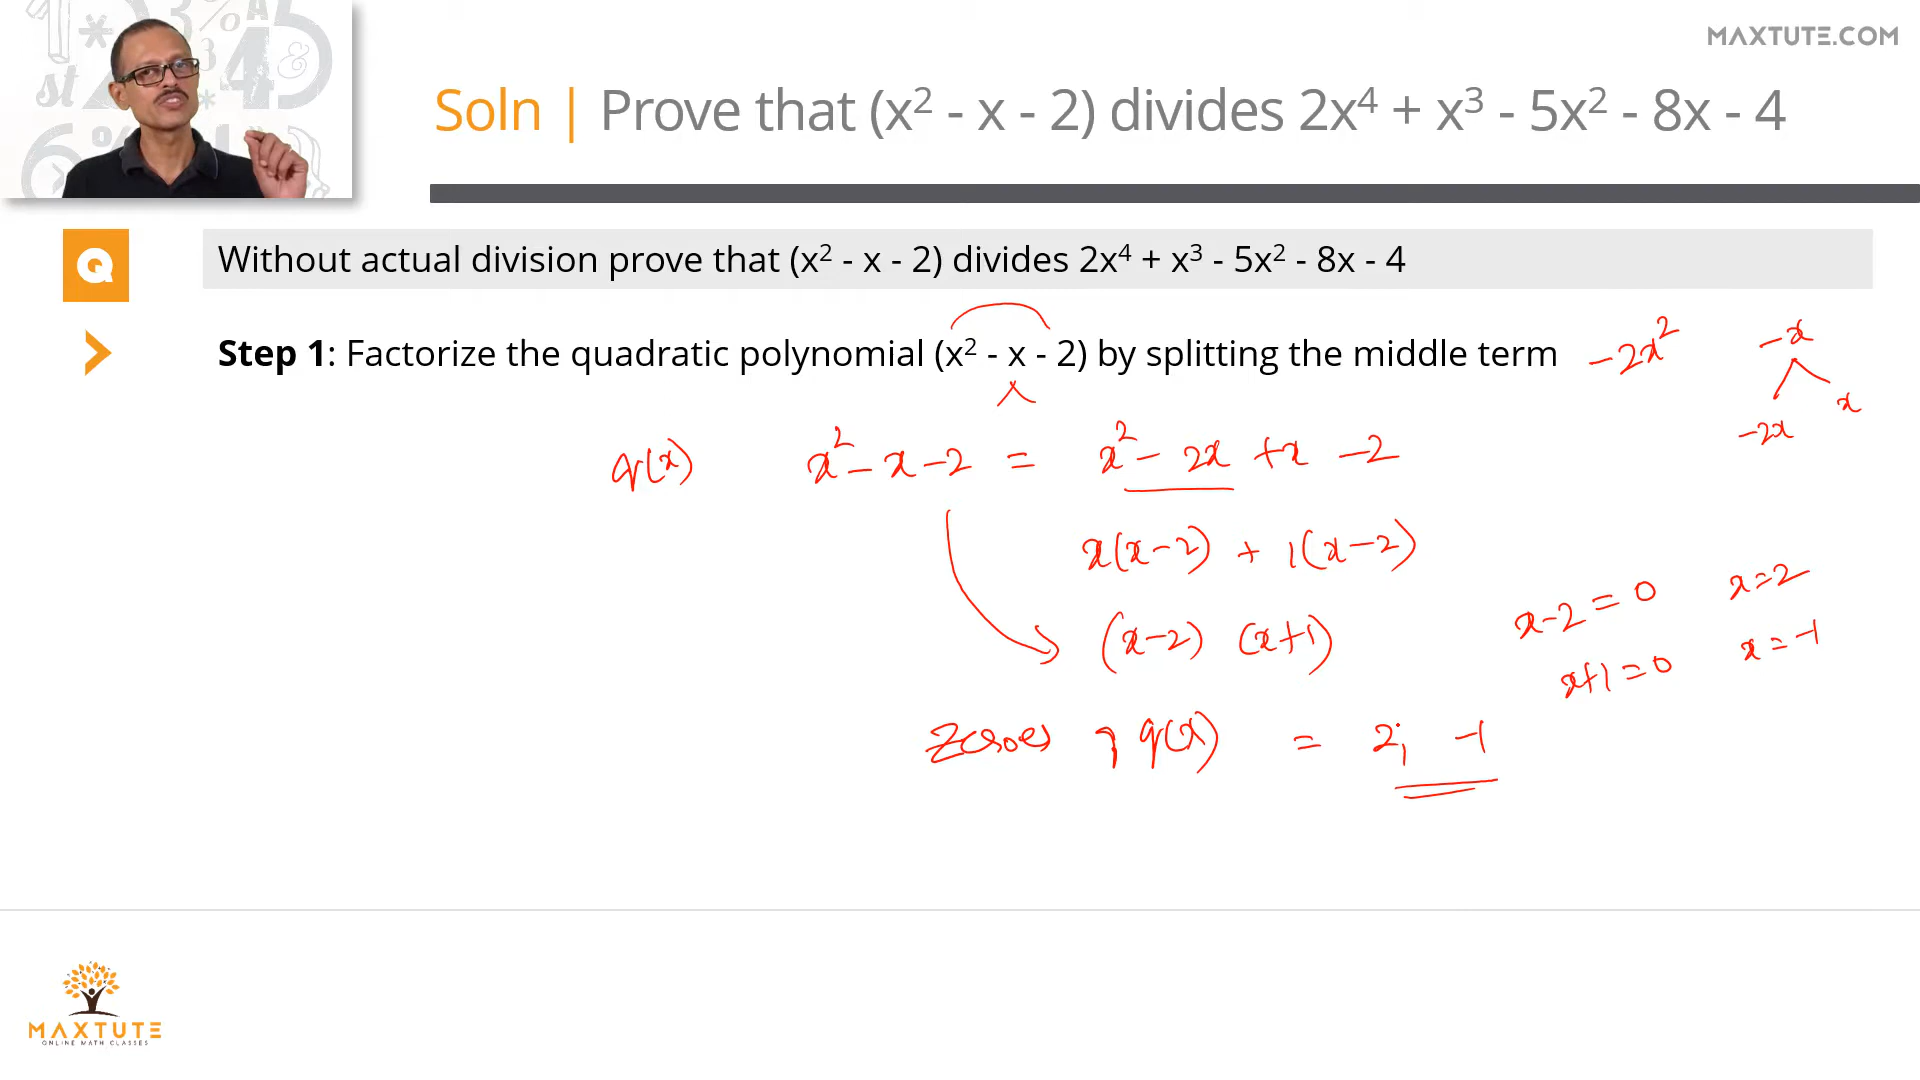 MAXTUTE.COM
Soln | Prove that (x² - x - 2) divides 2x⁴ + x³ - 5x² - 8x - 4
Q
Without actual division prove that (x² - x - 2) divides 2x⁴ + x³ - 5x² - 8x - 4
Step 1: Factorize the quadratic polynomial (x² - x - 2) by splitting the middle term
-2x²
-x
-2x x
q(x) x² - x - 2 = x² - 2x + x - 2
x(x-2) + 1(x-2)
(x-2) (x+1)
x-2 = 0 x = 2
x+1 = 0 x = -1
Zeroes of q(x) = 2, -1
MAXTUTE
ONLINE MATH CLASSES